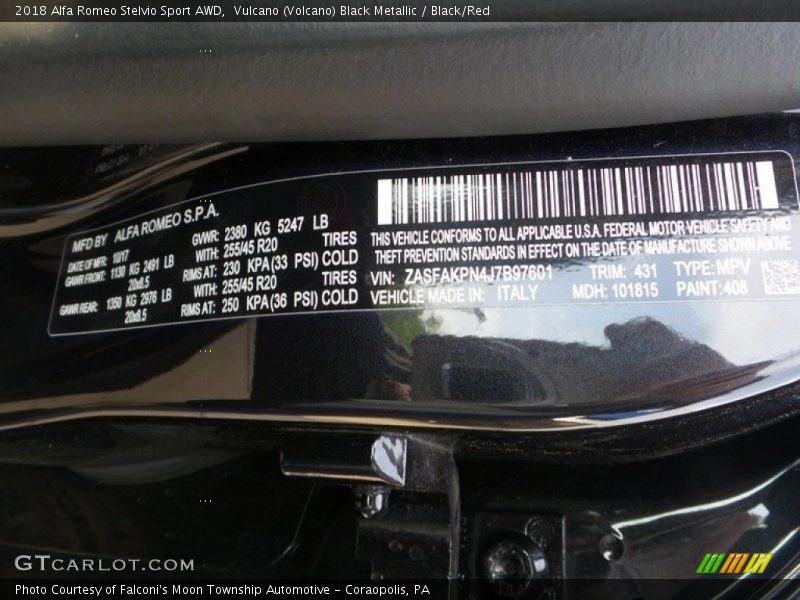 2018 Alfa Romeo Stelvio Sport AWD,  Vulcano (Volcano) Black Metallic / Black/Red
MFD BY ALFA ROMEO S.P.A.
DATE OF MFR: 10/17 GVWR: 2380 KG 5247 LB
GAWR FRONT: 1130 KG 2491 LB WITH: 255/45 R20 TIRES
20x8.5 RIMS AT: 230 KPA (33 PSI) COLD
GAWR REAR: 1350 KG 2976 LB WITH: 255/45 R20 TIRES
20x8.5 RIMS AT: 250 KPA (36 PSI) COLD
THIS VEHICLE CONFORMS TO ALL APPLICABLE U.S.A. FEDERAL MOTOR VEHICLE SAFETY AND
THEFT PREVENTION STANDARDS IN EFFECT ON THE DATE OF MANUFACTURE SHOWN ABOVE
VIN: ZASFAKPN4J7B97601 TRIM: 431 TYPE: MPV
VEHICLE MADE IN: ITALY MDH: 101815 PAINT: 408
GTCARLOT.COM
Photo Courtesy of Falconi's Moon Township Automotive - Coraopolis, PA